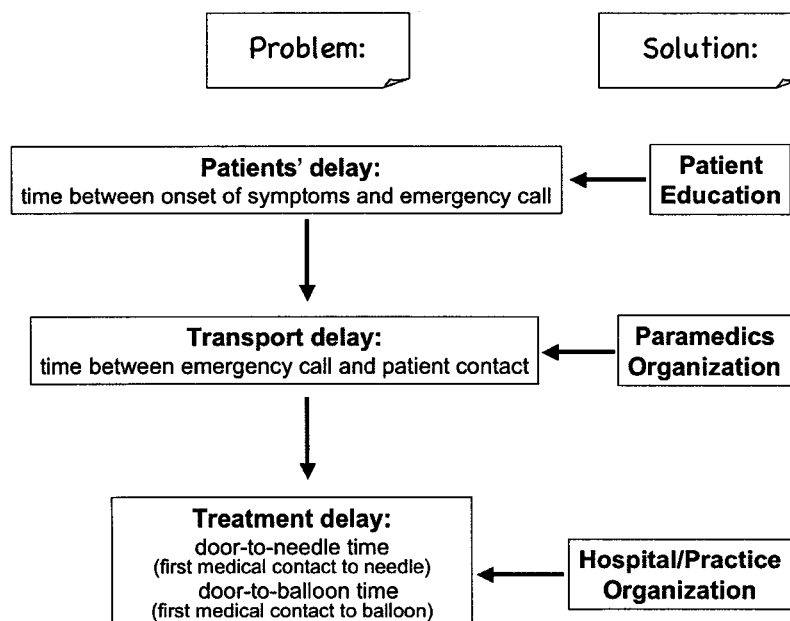 Problem:
Solution:
Patients’ delay:
time between onset of symptoms and emergency call
Patient
Education
Transport delay:
time between emergency call and patient contact
Paramedics
Organization
Treatment delay:
door-to-needle time
(first medical contact to needle)
door-to-balloon time
(first medical contact to balloon)
Hospital/Practice
Organization